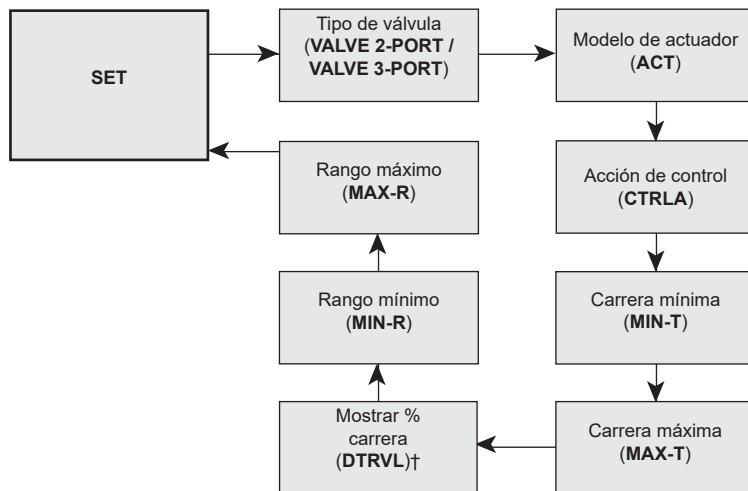 SET
Tipo de válvula
(VALVE 2-PORT /
VALVE 3-PORT)
Modelo de actuador
(ACT)
Acción de control
(CTRLA)
Carrera mínima
(MIN-T)
Carrera máxima
(MAX-T)
Mostrar %
carrera
(DTRVL)†
Rango mínimo
(MIN-R)
Rango máximo
(MAX-R)